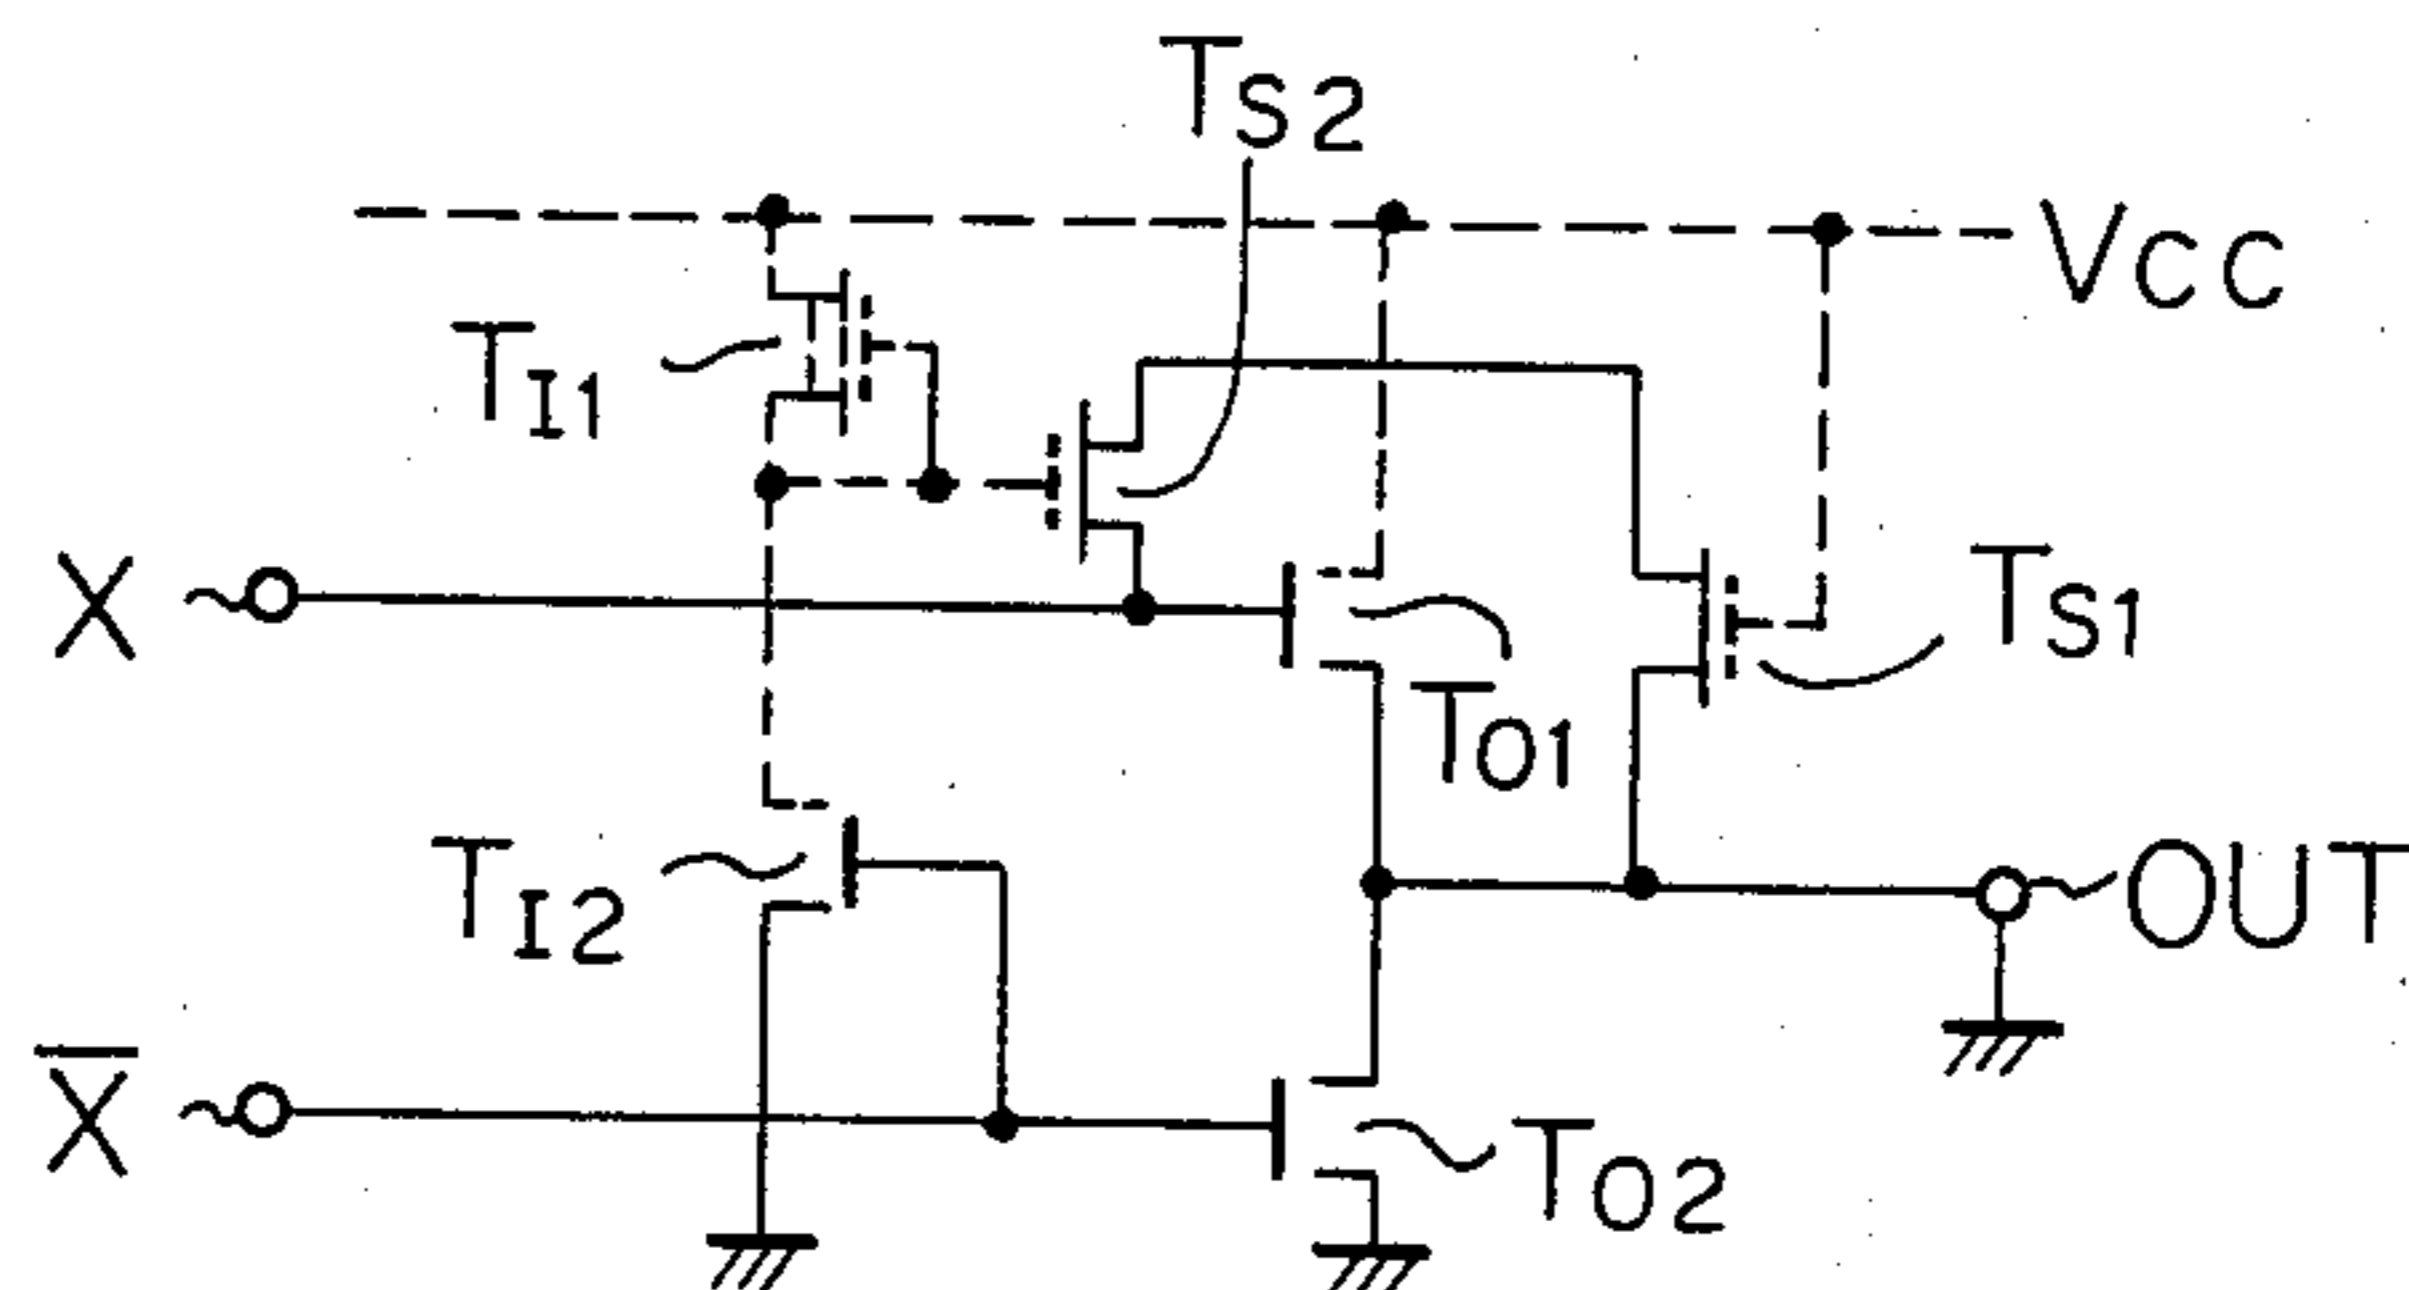 TS2
VCC
TI1
X
TS1
TO1
TI2
OUT
X̅
TO2